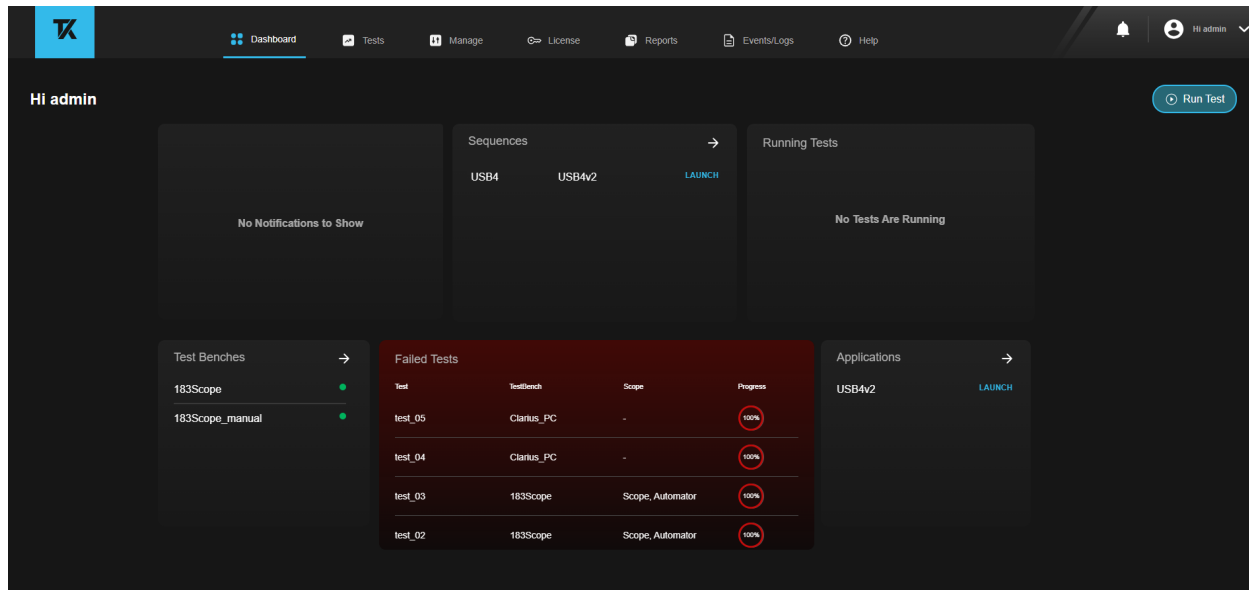 TK
Dashboard Tests Manage License Reports Events/Logs Help Hi admin
Hi admin
Run Test
No Notifications to Show
Sequences
USB4 USB4v2 LAUNCH
Running Tests
No Tests Are Running
Test Benches
183Scope
183Scope_manual
Failed Tests
Test TestBench Scope Progress
test_05 Clarius_PC - 100%
test_04 Clarius_PC - 100%
test_03 183Scope Scope, Automator 100%
test_02 183Scope Scope, Automator 100%
Applications
USB4v2 LAUNCH